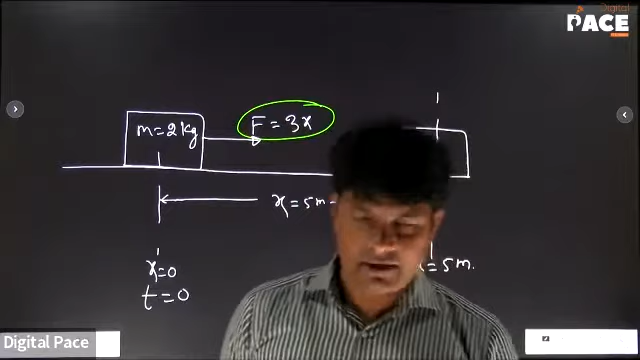 Digital
PACE
m=2kg
F = 3x
x = 5m
x=0
t=0
= 5m.
Digital Pace